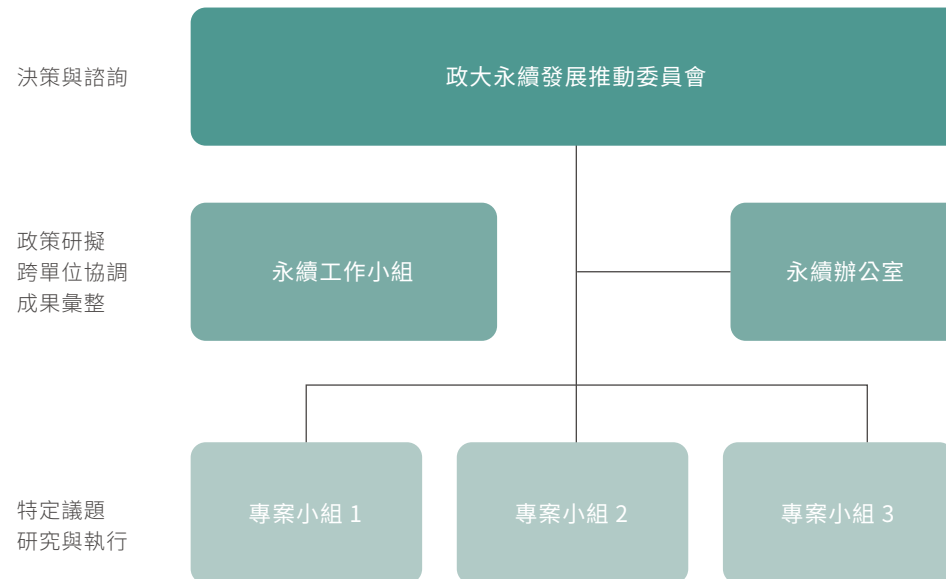 決策與諮詢
政大永續發展推動委員會
政策研擬
跨單位協調
成果彙整
永續工作小組
永續辦公室
特定議題
研究與執行
專案小組 1
專案小組 2
專案小組 3